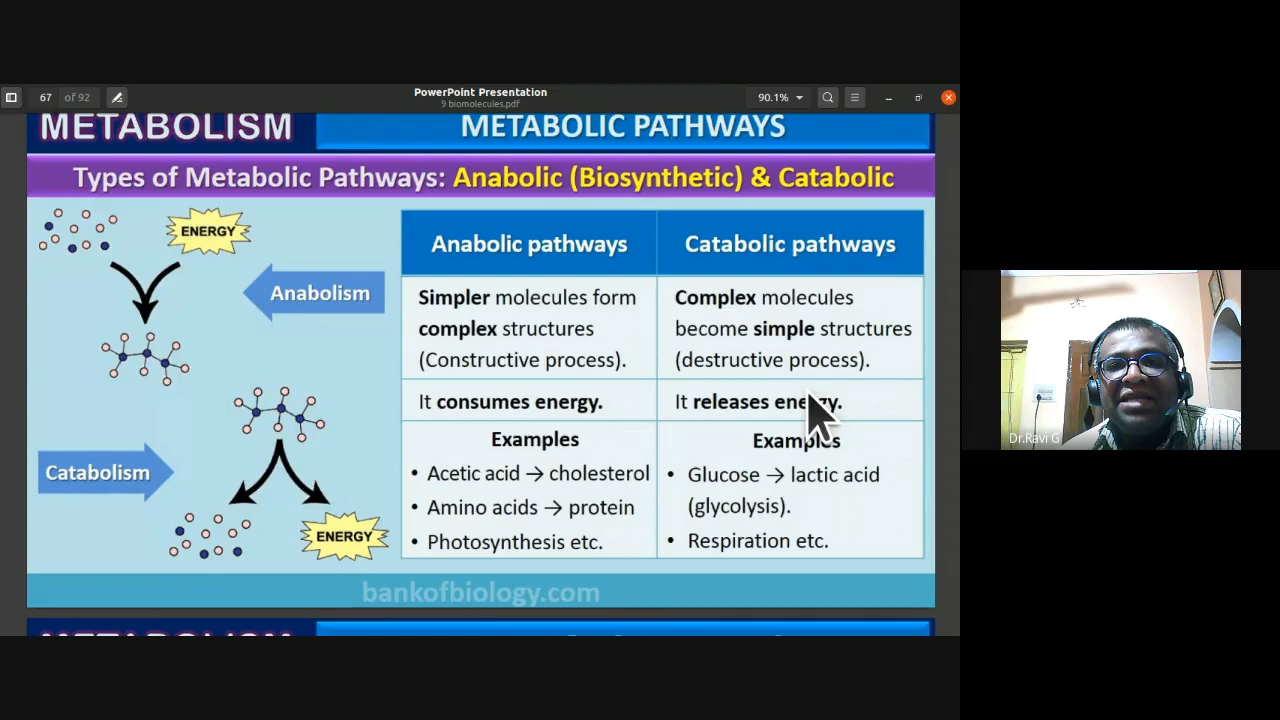 67 of 92
PowerPoint Presentation
9 biomolecules.pdf
90.1%
METABOLISM
METABOLIC PATHWAYS
Types of Metabolic Pathways: Anabolic (Biosynthetic) & Catabolic
ENERGY
Anabolism
Catabolism
ENERGY
Anabolic pathways
Catabolic pathways
Simpler molecules form
complex structures
(Constructive process).
Complex molecules
become simple structures
(destructive process).
It consumes energy.
It releases energy.
Examples
• Acetic acid → cholesterol
• Amino acids → protein
• Photosynthesis etc.
Examples
• Glucose → lactic acid
(glycolysis).
• Respiration etc.
bankofbiology.com
Dr.Ravi G